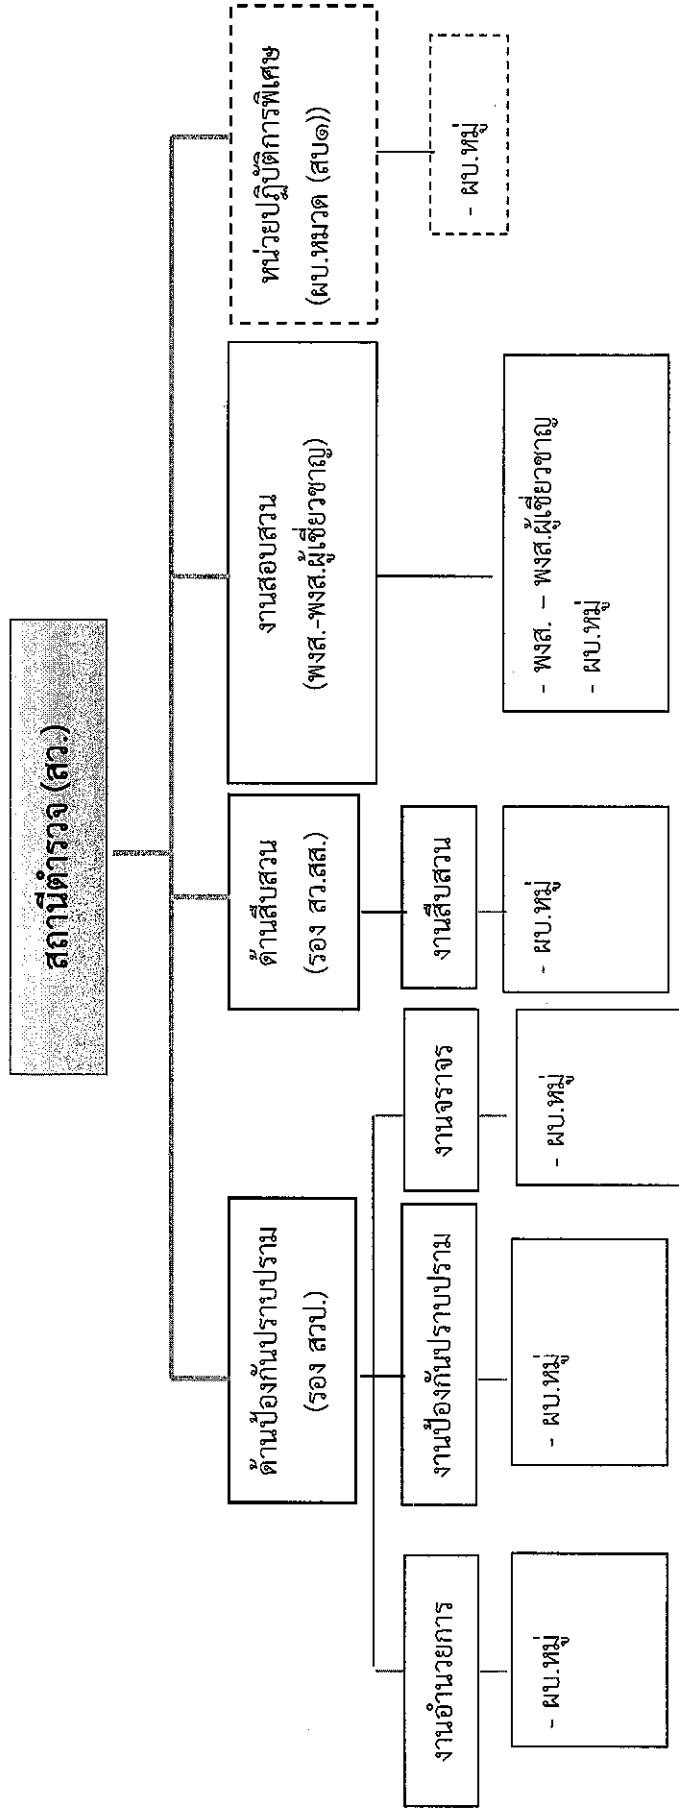 สถานีตำรวจ (สว.)
ด้านป้องกันปราบปราม
(รอง สวป.)
ด้านสืบสวน
(รอง สว.สส.)
งานสอบสวน
(พงส.-พงส.ผู้เชี่ยวชาญ)
หน่วยปฏิบัติการพิเศษ
(ผบ.หมวด (สบ๑))
งานอำนวยการ
งานป้องกันปราบปราม
งานจราจร
งานสืบสวน
- ผบ.หมู่
- ผบ.หมู่
- ผบ.หมู่
- ผบ.หมู่
- พงส. – พงส.ผู้เชี่ยวชาญ
- ผบ.หมู่
- ผบ.หมู่